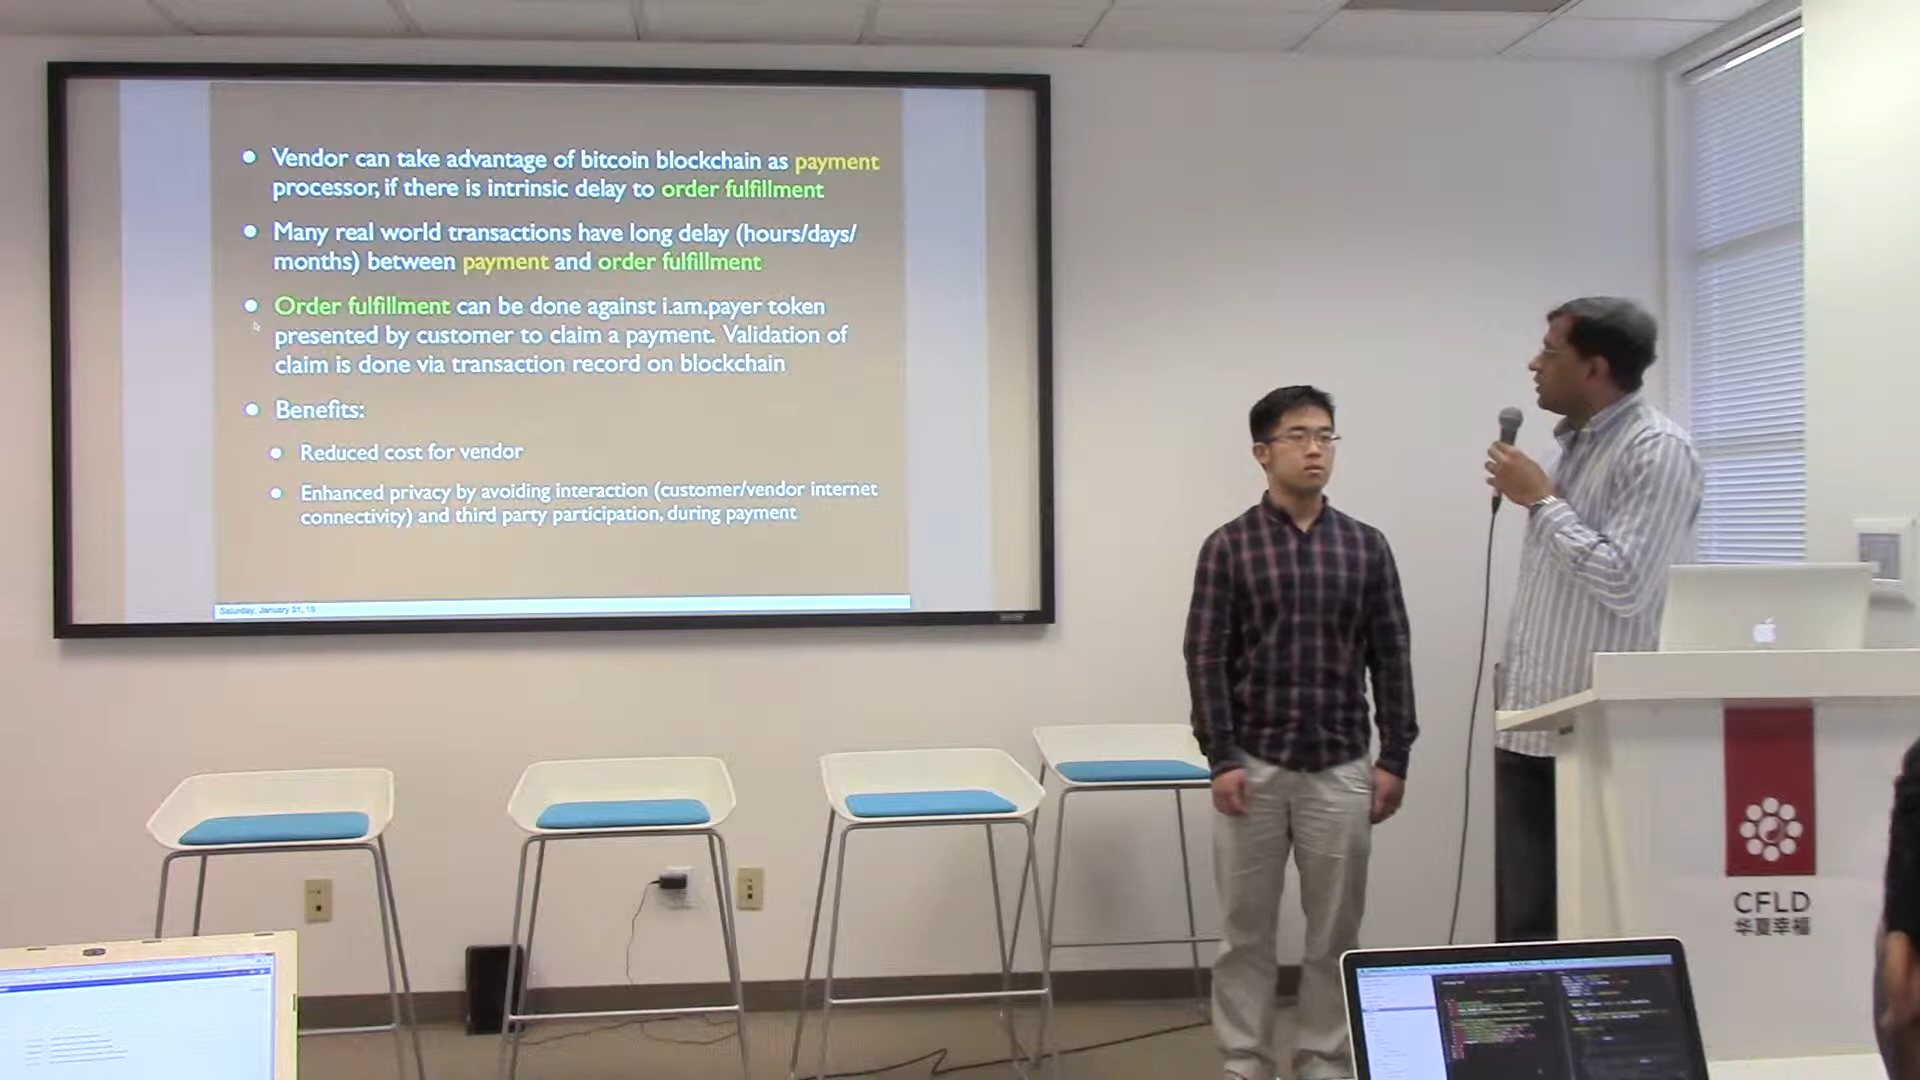 Vendor can take advantage of bitcoin blockchain as payment
processor, if there is intrinsic delay to order fulfillment
Many real world transactions have long delay (hours/days/
months) between payment and order fulfillment
Order fulfillment can be done against i.am.payer token
presented by customer to claim a payment. Validation of
claim is done via transaction record on blockchain
Benefits:
Reduced cost for vendor
Enhanced privacy by avoiding interaction (customer/vendor internet
connectivity) and third party participation, during payment
Saturday, January 31, 15
CFLD
华夏幸福